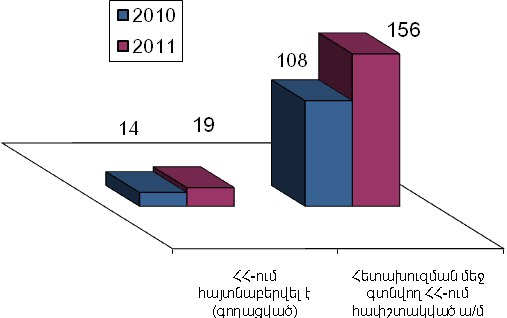 2010
2011
14
19
108
156
ՀՀ-ում
հայտնաբերվել է
(գողացված)
Հետախուզման մեջ
գտնվող ՀՀ-ում
հափշտակված ա/մ